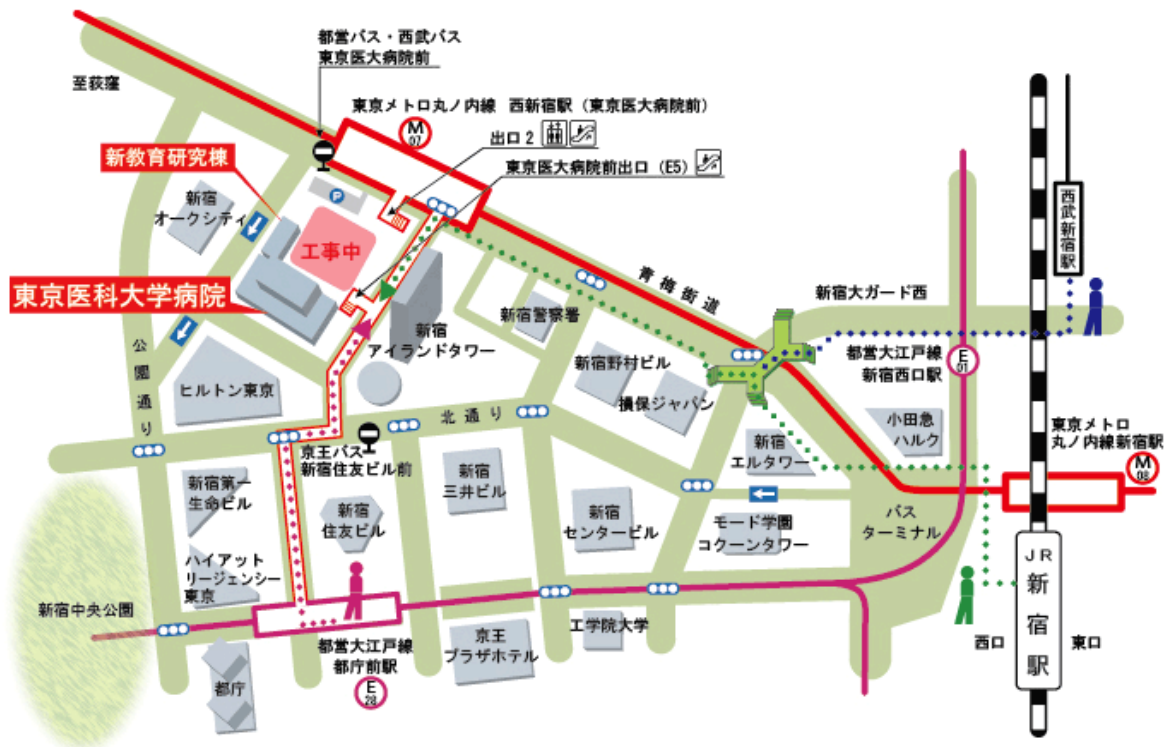 都営バス・西武バス
東京医大病院前
至荻窪
東京メトロ丸ノ内線 西新宿駅（東京医大病院前）
M
07
出口2
東京医大病院前出口（E5）
新教育研究棟
P
新宿
オークシティ
工事中
東京医科大学病院
西武新宿駅
青梅街道
新宿大ガード西
新宿警察署
新宿
アイランドタワー
新宿野村ビル
都営大江戸線
新宿西口駅
E
01
公園通り
ヒルトン東京
損保ジャパン
北通り
小田急
ハルク
東京メトロ
丸ノ内線新宿駅
M
08
京王バス
新宿住友ビル前
新宿
エルタワー
新宿第一
生命ビル
新宿
三井ビル
新宿
住友ビル
新宿
センタービル
モード学園
コクーンタワー
バス
ターミナル
ハイアット
リージェンシー
東京
JR
新宿駅
新宿中央公園
都営大江戸線
都庁前駅
E
28
京王
プラザホテル
工学院大学
西口
東口
都庁